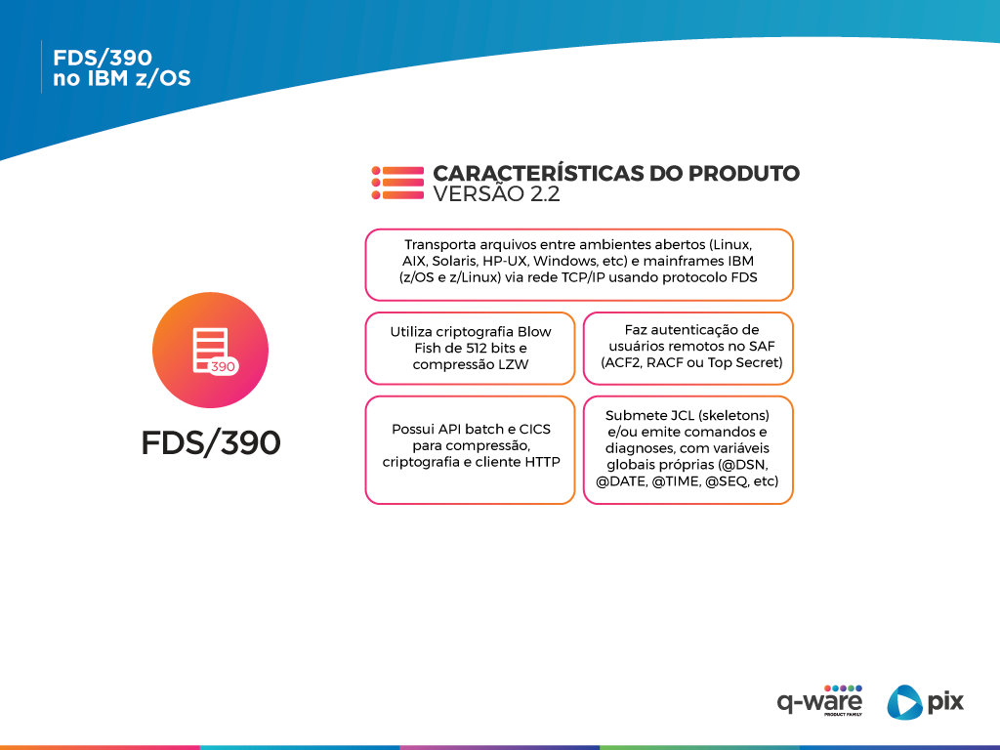 FDS/390
no IBM z/OS
CARACTERÍSTICAS DO PRODUTO
VERSÃO 2.2
Transporta arquivos entre ambientes abertos (Linux,
AIX, Solaris, HP-UX, Windows, etc) e mainframes IBM
(z/OS e z/Linux) via rede TCP/IP usando protocolo FDS
Utiliza criptografia Blow
Fish de 512 bits e
compressão LZW
Faz autenticação de
usuários remotos no SAF
(ACF2, RACF ou Top Secret)
390
FDS/390
Possui API batch e CICS
para compressão,
criptografia e cliente HTTP
Submete JCL (skeletons)
e/ou emite comandos e
diagnoses, com variáveis
globais próprias (@DSN,
@DATE, @TIME, @SEQ, etc)
q-ware
PRODUCT FAMILY
pix